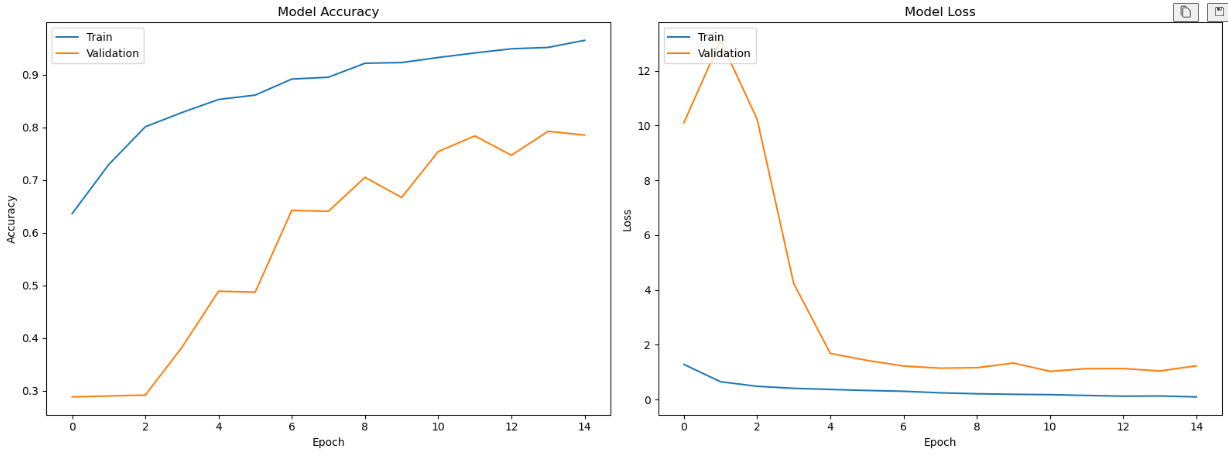 Model Accuracy
Train
Validation
0.9
0.8
0.7
0.6
0.5
0.4
0.3
Accuracy
0 2 4 6 8 10 12 14
Epoch
Model Loss
Train
Validation
12
10
8
6
4
2
0
Loss
0 2 4 6 8 10 12 14
Epoch